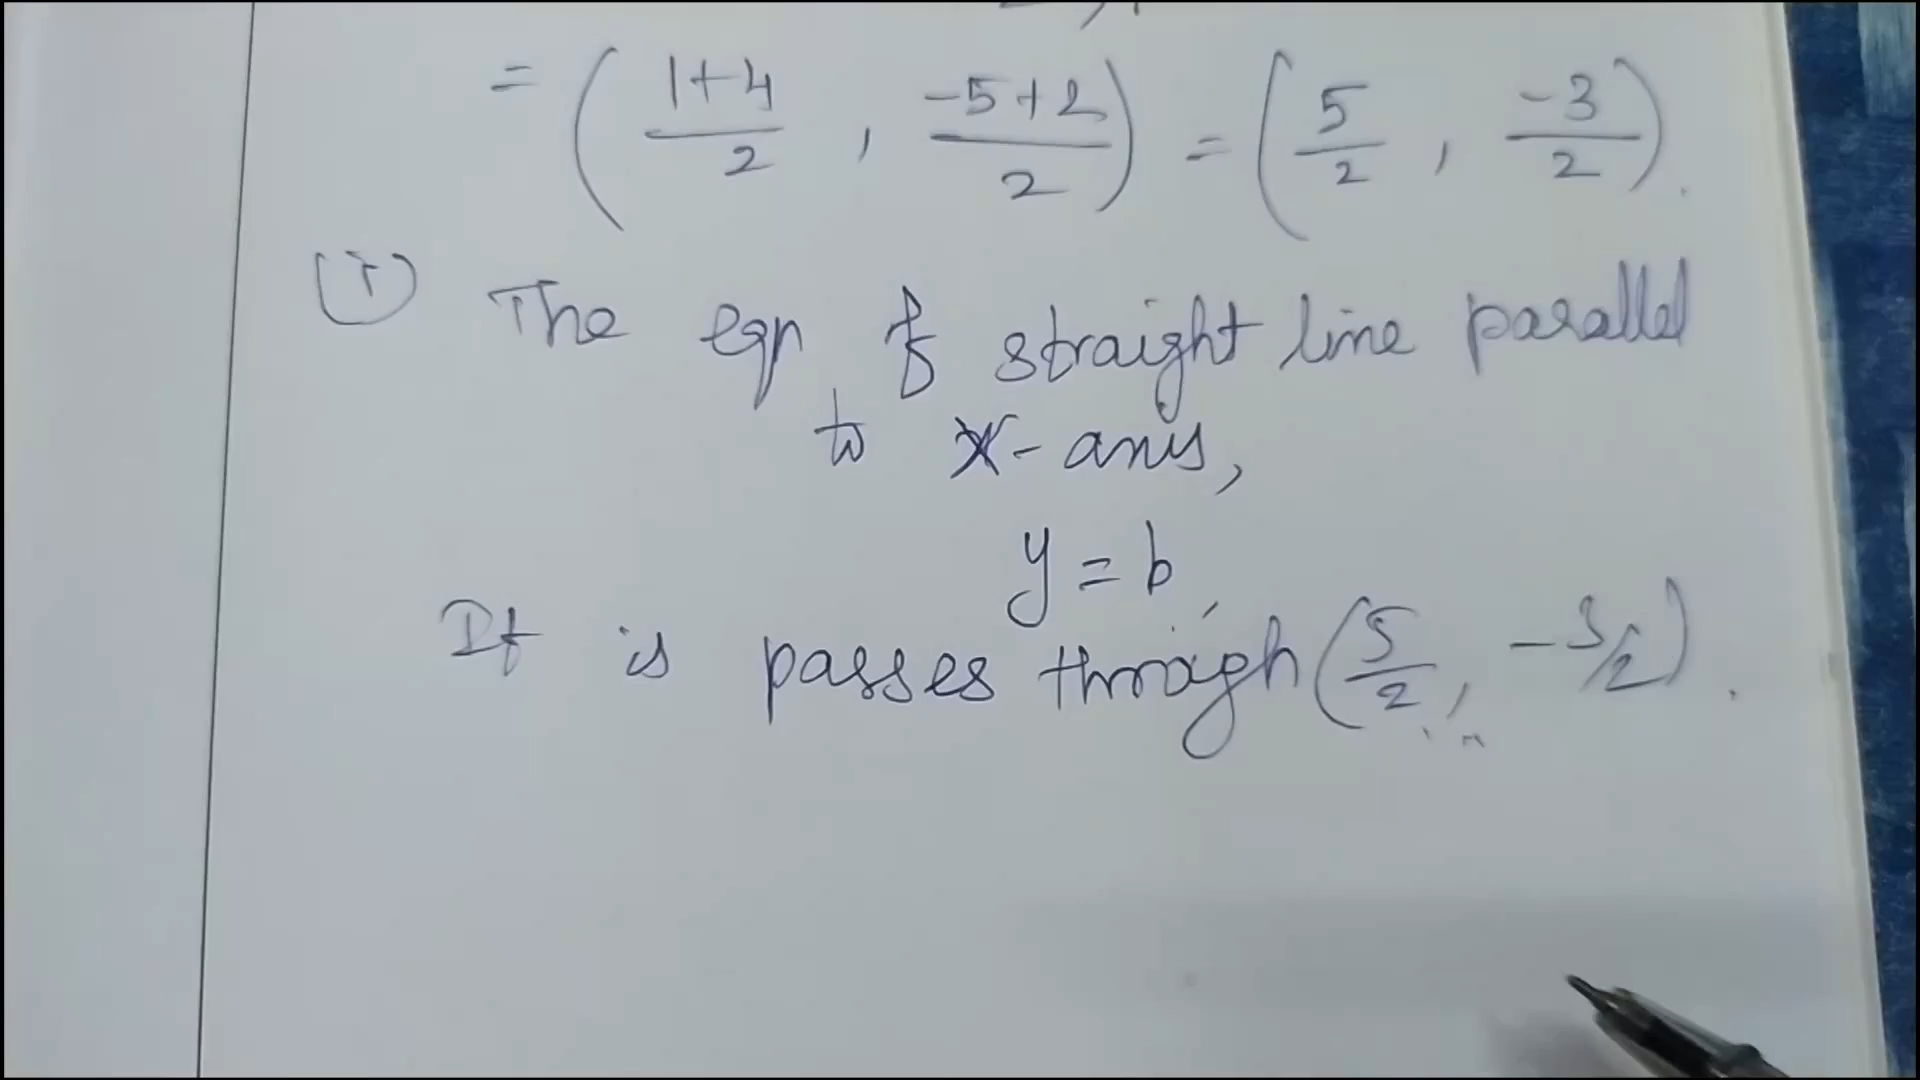 = ( 1+4 / 2 , -5+2 / 2 ) = ( 5/2 , -3/2 ).
(i) The eqn of straight line parallel
to X-axis,
y = b
It is passes through ( 5/2 , -3/2 ).